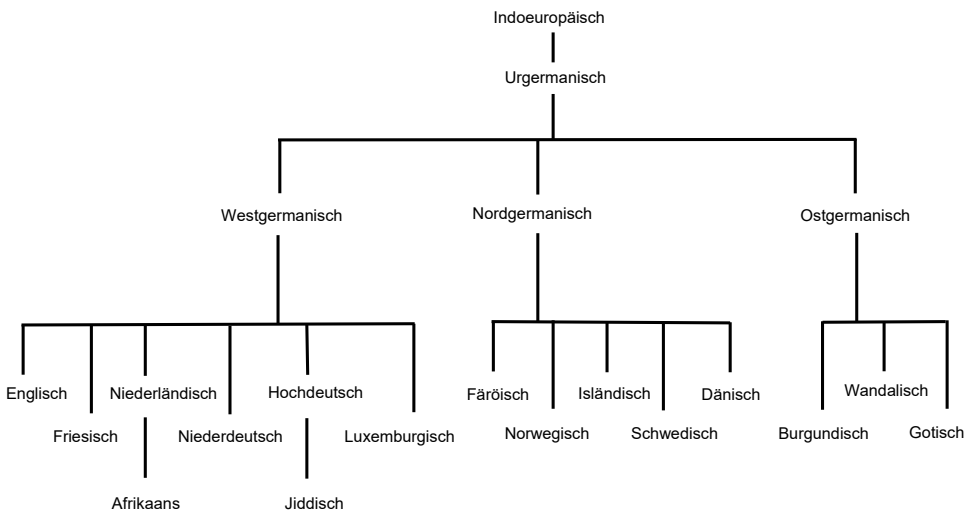 Indoeuropäisch
Urgermanisch
Westgermanisch
Nordgermanisch
Ostgermanisch
Englisch
Niederländisch
Hochdeutsch
Färöisch
Isländisch
Dänisch
Wandalisch
Friesisch
Niederdeutsch
Luxemburgisch
Norwegisch
Schwedisch
Burgundisch
Gotisch
Afrikaans
Jiddisch